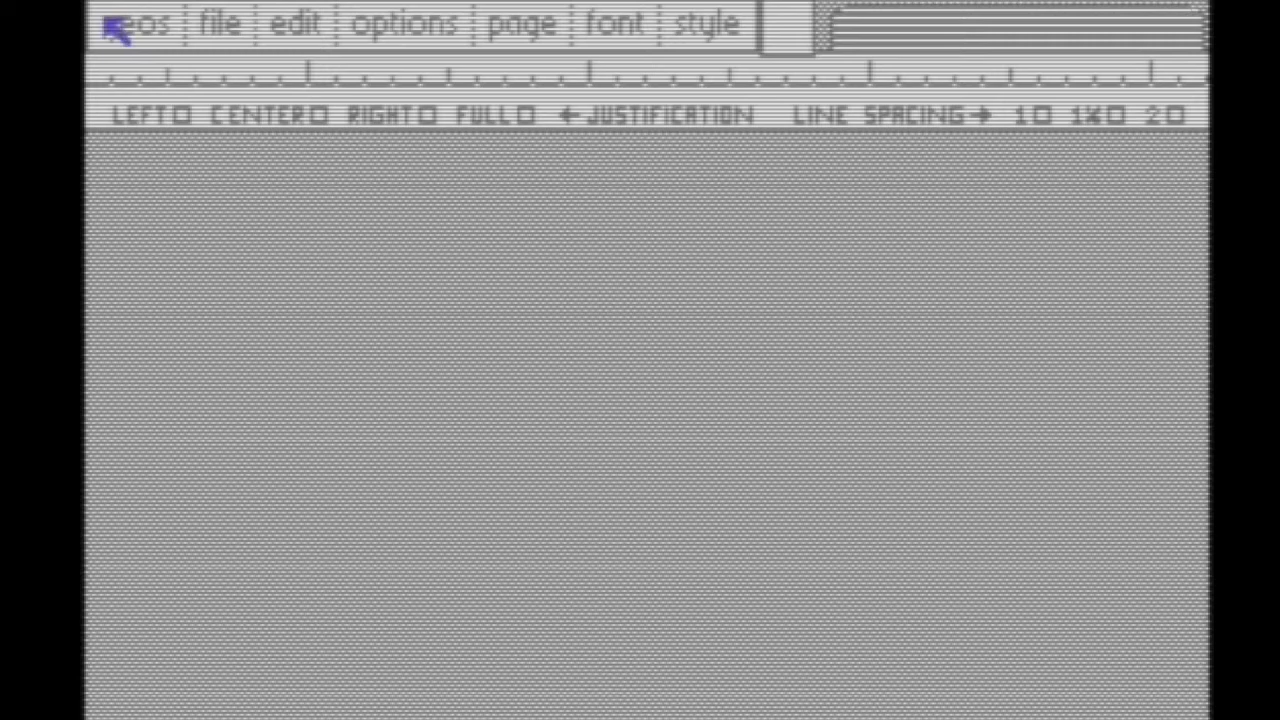 geos file edit options page font style
LEFT CENTER RIGHT FULL ←JUSTIFICATION LINE SPACING→ 1 1½ 2